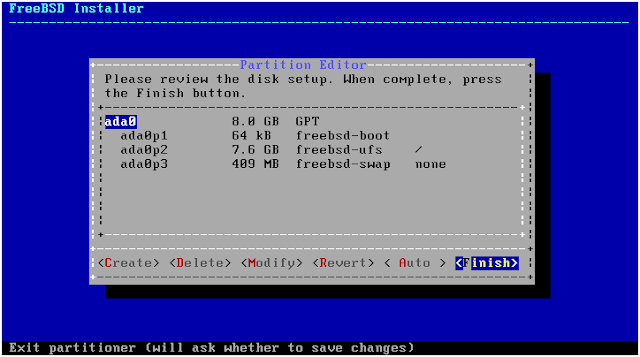 FreeBSD Installer
Partition Editor
Please review the disk setup. When complete, press
the Finish button.
ada0 8.0 GB GPT
ada0p1 64 kB freebsd-boot
ada0p2 7.6 GB freebsd-ufs /
ada0p3 409 MB freebsd-swap none
<Create> <Delete> <Modify> <Revert> < Auto > <Finish>
Exit partitioner (will ask whether to save changes)